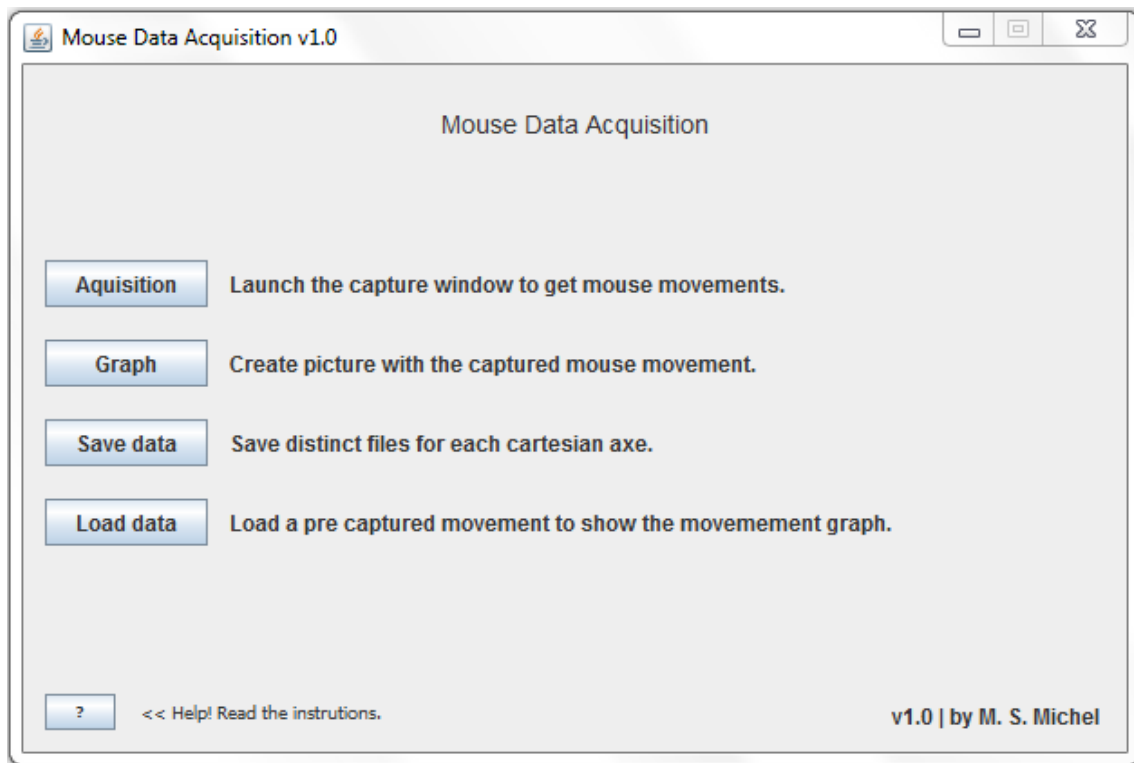 Mouse Data Acquisition v1.0
Mouse Data Acquisition
Aquisition Launch the capture window to get mouse movements.
Graph Create picture with the captured mouse movement.
Save data Save distinct files for each cartesian axe.
Load data Load a pre captured movement to show the movemement graph.
? << Help! Read the instrutions.
v1.0 | by M. S. Michel